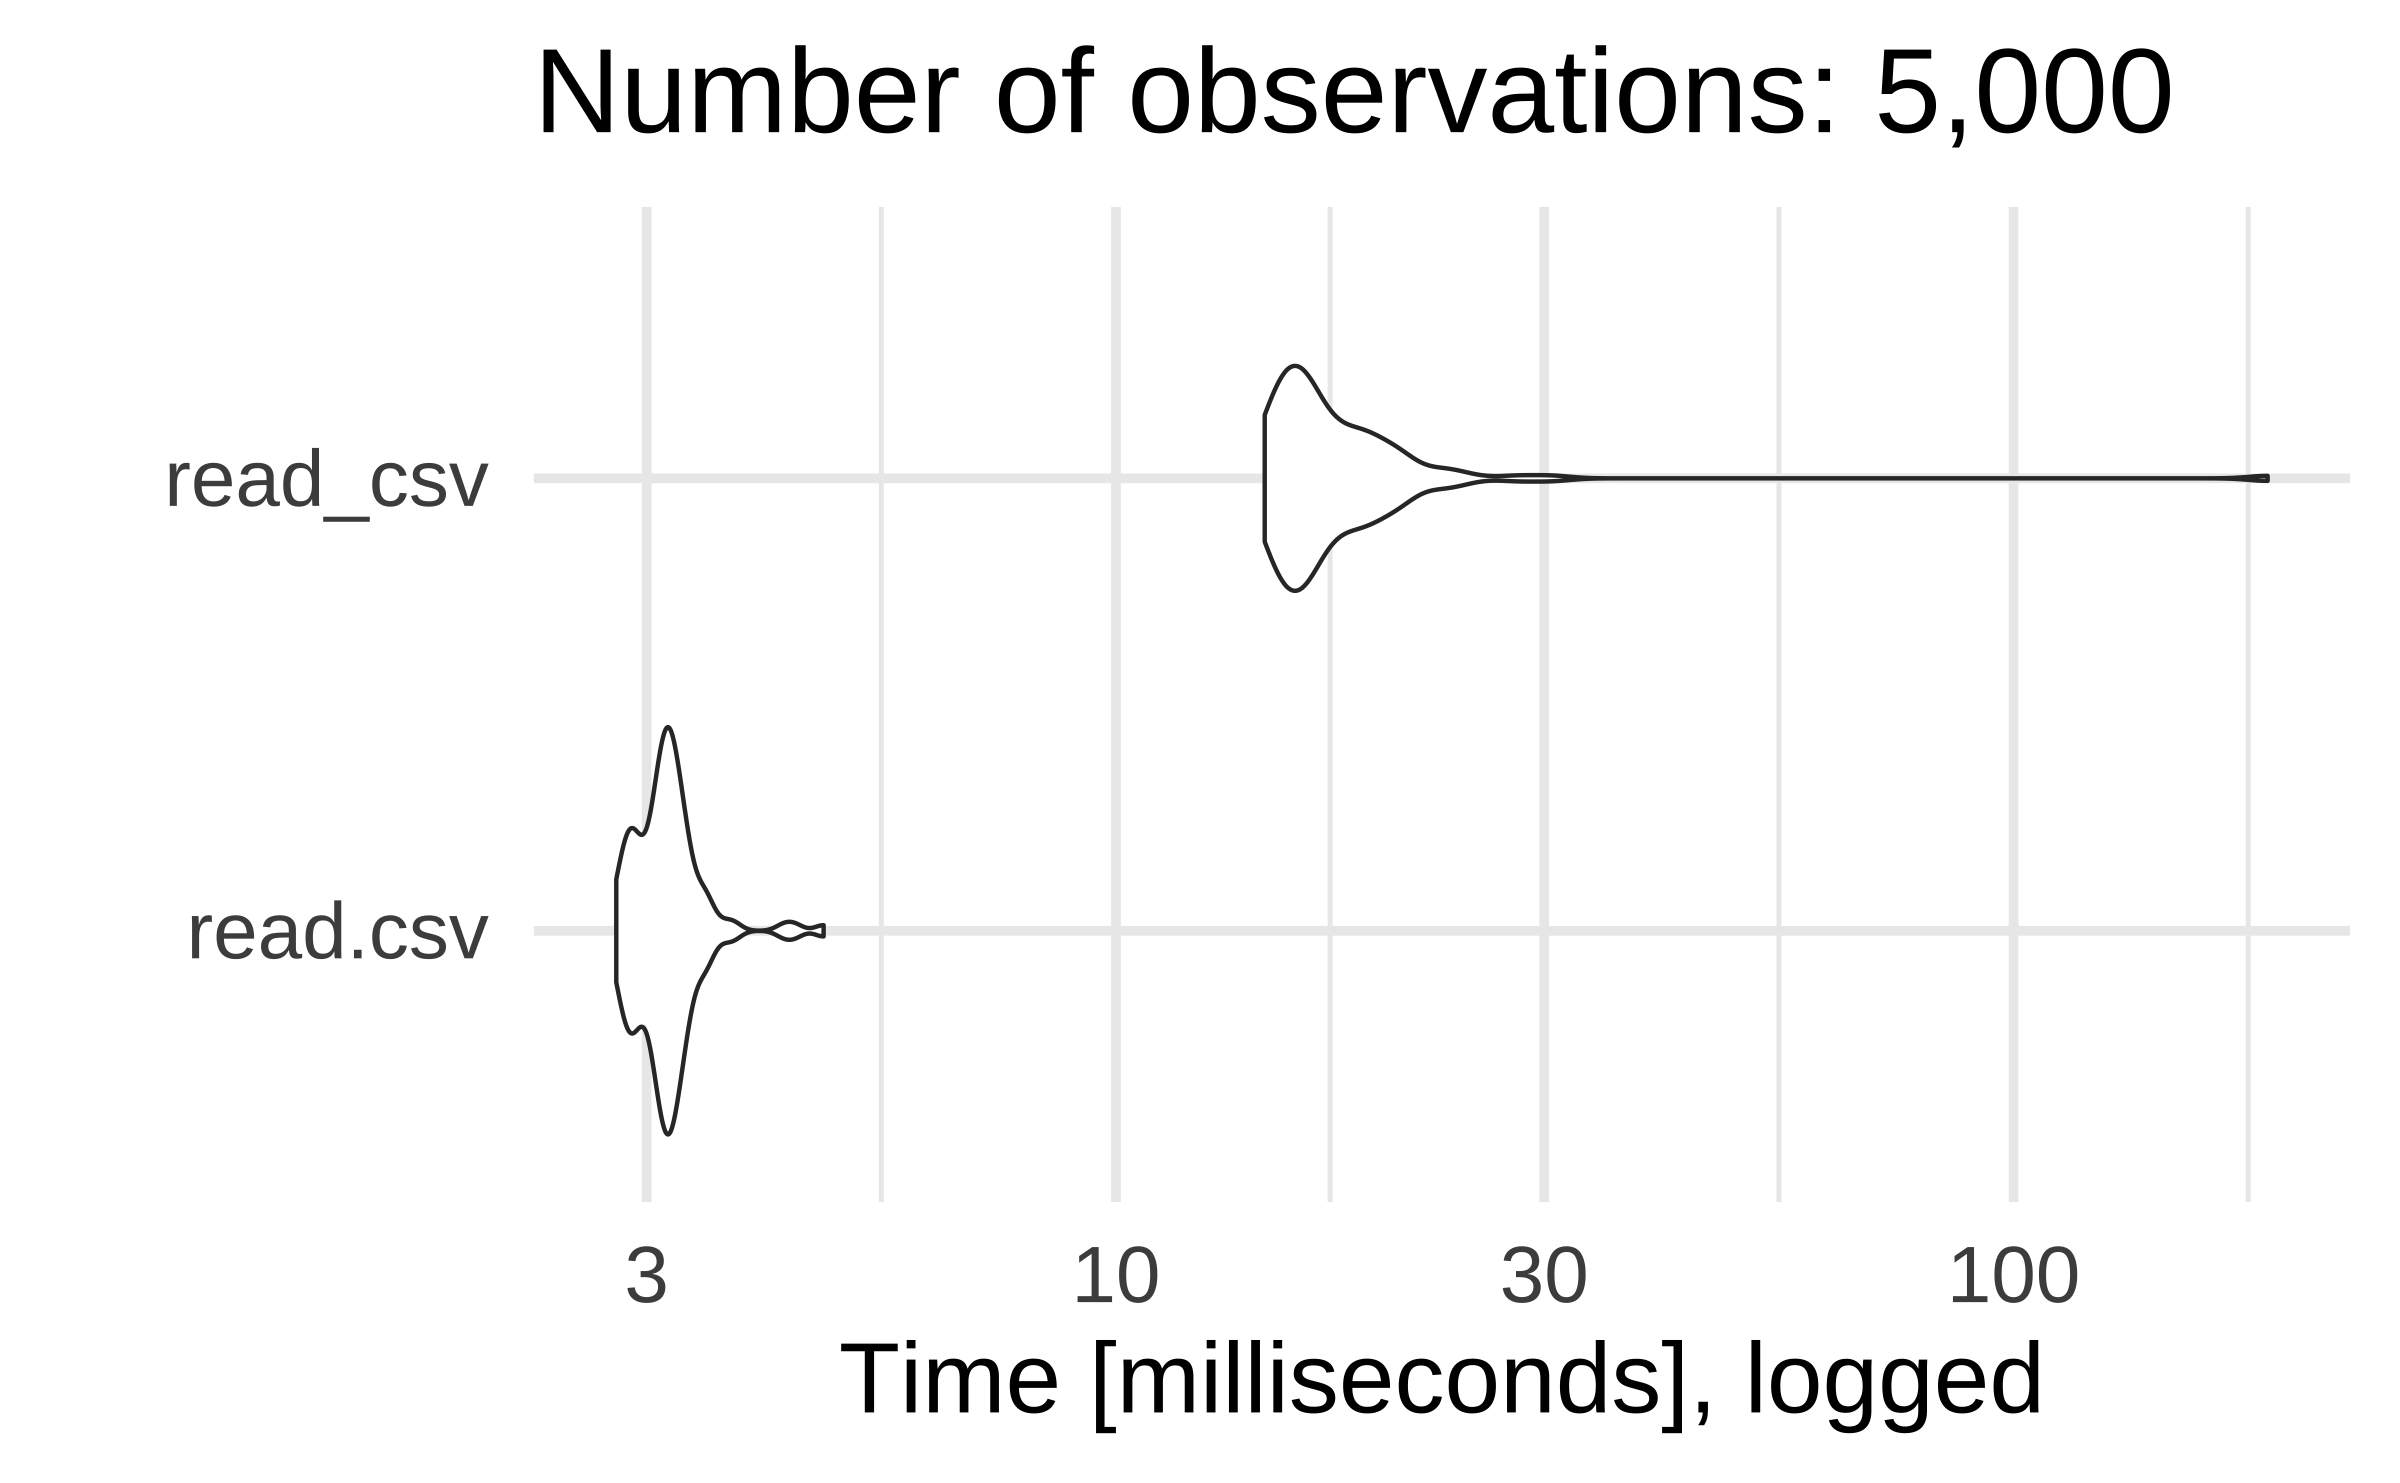 Number of observations: 5,000
read_csv
read.csv
3 10 30 100
Time [milliseconds], logged